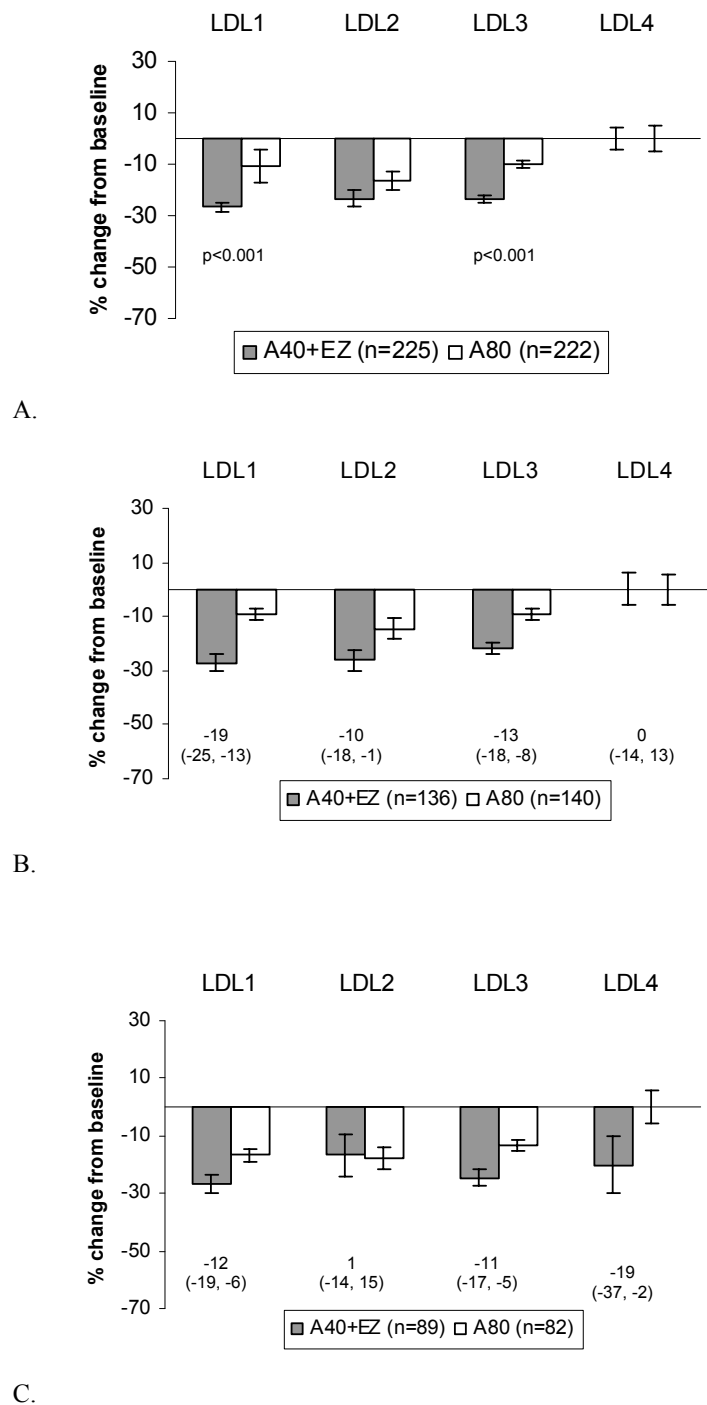 LDL1 LDL2 LDL3 LDL4
% change from baseline
30
10
-10
-30
-50
-70
p<0.001 p<0.001
A40+EZ (n=225) A80 (n=222)
A.
LDL1 LDL2 LDL3 LDL4
% change from baseline
30
10
-10
-30
-50
-70
-19 -10 -13 0
(-25, -13) (-18, -1) (-18, -8) (-14, 13)
A40+EZ (n=136) A80 (n=140)
B.
LDL1 LDL2 LDL3 LDL4
% change from baseline
30
10
-10
-30
-50
-70
-12 1 -11 -19
(-19, -6) (-14, 15) (-17, -5) (-37, -2)
A40+EZ (n=89) A80 (n=82)
C.